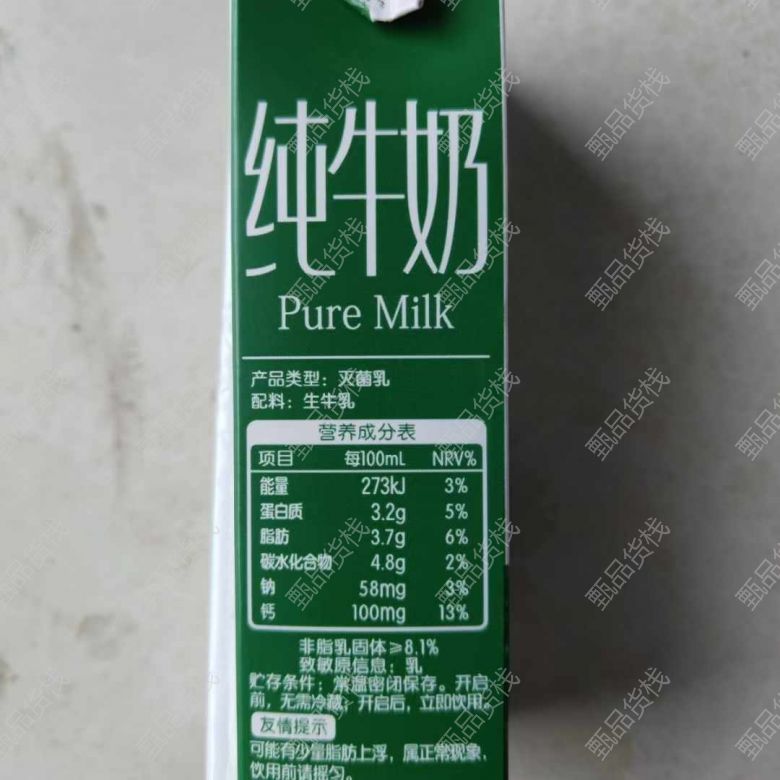 纯牛奶
Pure Milk
产品类型：灭菌乳
配料：生牛乳
营养成分表
项目 每100mL NRV%
能量 273kJ 3%
蛋白质 3.2g 5%
脂肪 3.7g 6%
碳水化合物 4.8g 2%
钠 58mg 3%
钙 100mg 13%
非脂乳固体≥8.1%
致敏原信息：乳
贮存条件：常温密闭保存。开启
前，无需冷藏；开启后，立即饮用。
友情提示
可能有少量脂肪上浮，属正常现象，
饮用前请摇匀。
甄品货栈